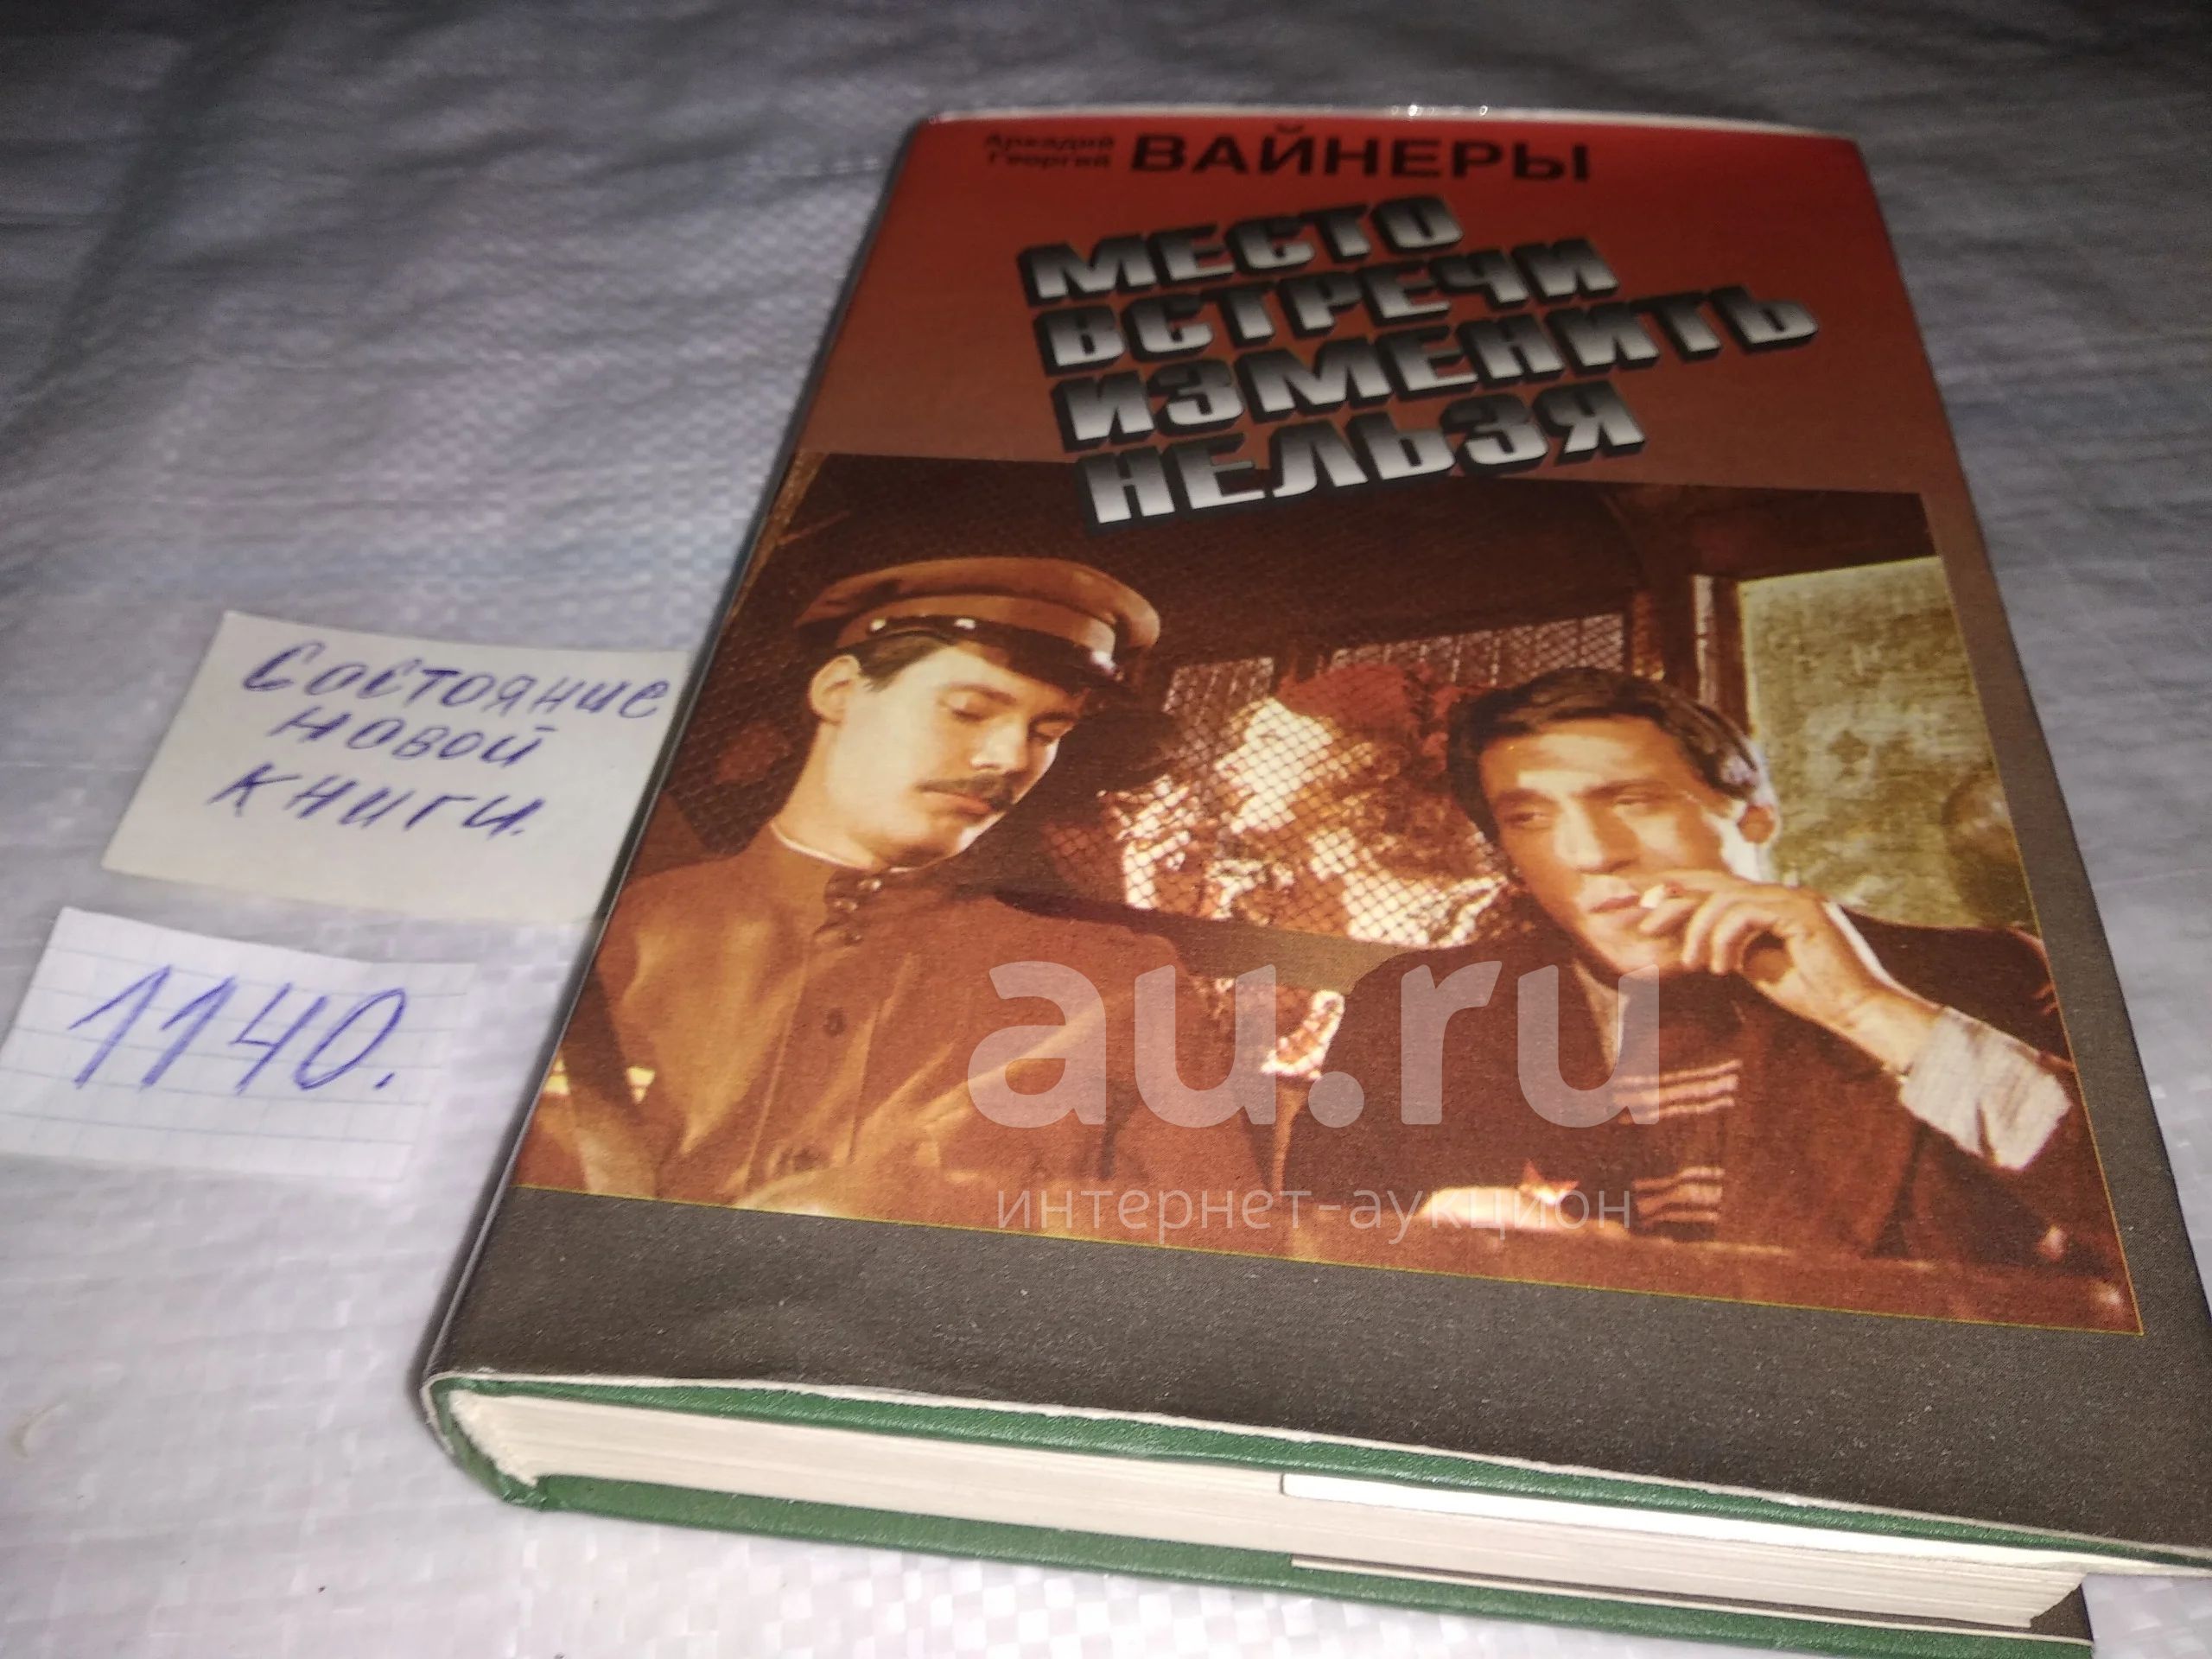 Аркадий
Георгий ВАЙНЕРЫ
МЕСТО
ВСТРЕЧИ
ИЗМЕНИТЬ
НЕЛЬЗЯ
Состояние
новой
книги.
1140.
au.ru
интернет-аукцион